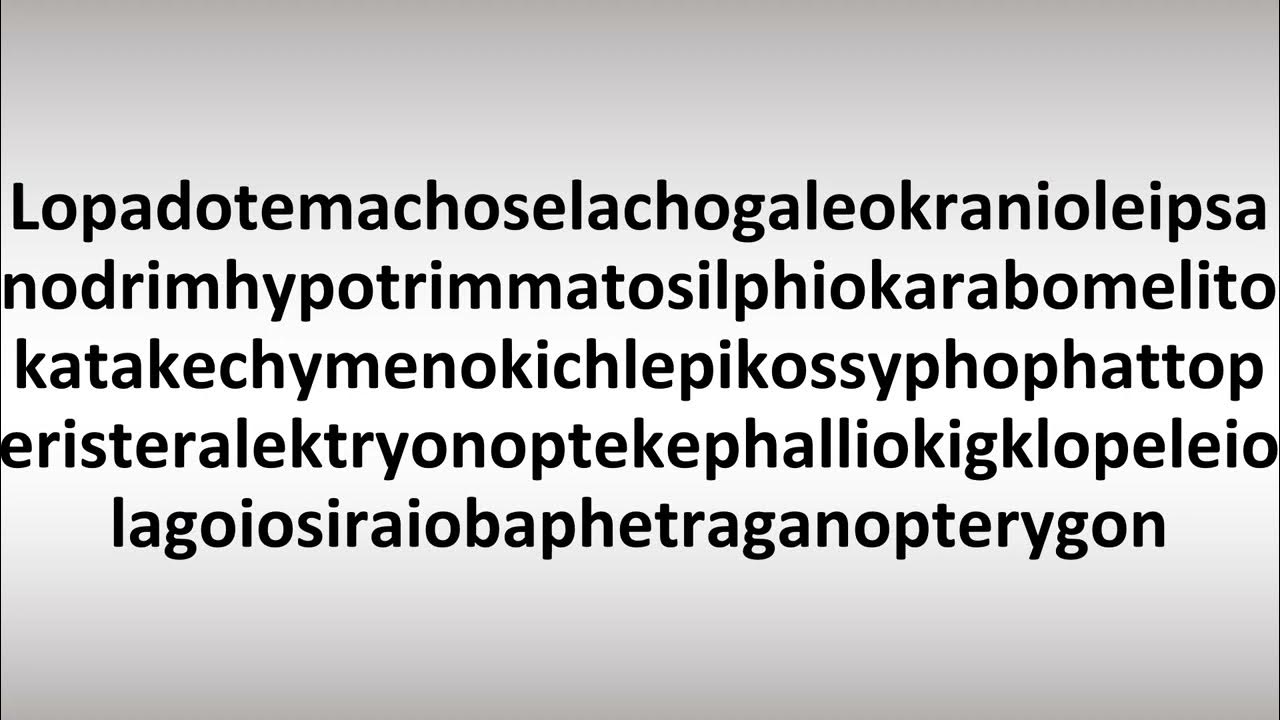 Lopadotemachoselachogaleokranioleipsa
nodrimhypotrimmatosilphiokarabomelito
katakechymenokichlepikossyphophattop
eristeralektryonoptekephalliokigklopeleio
lagoiosiraiobaphetraganopterygon